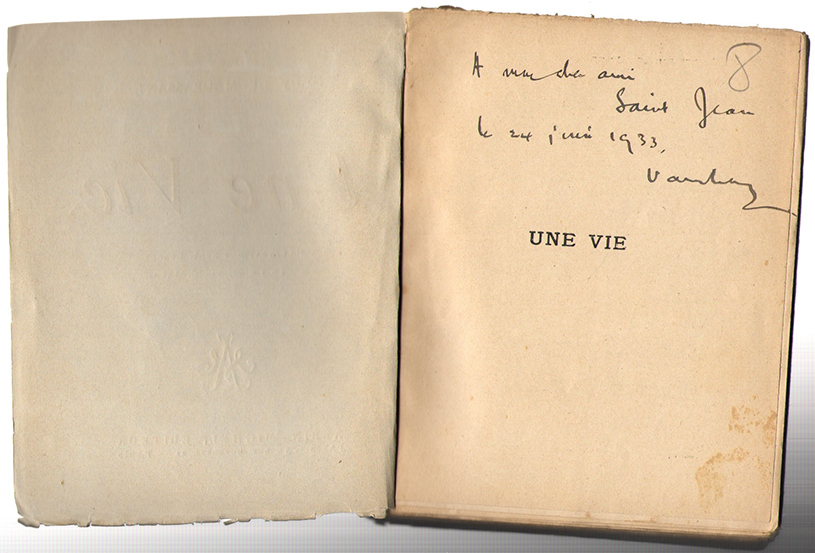 8
A mon cher ami
Saint Jean
le 24 juin 1933,
UNE VIE